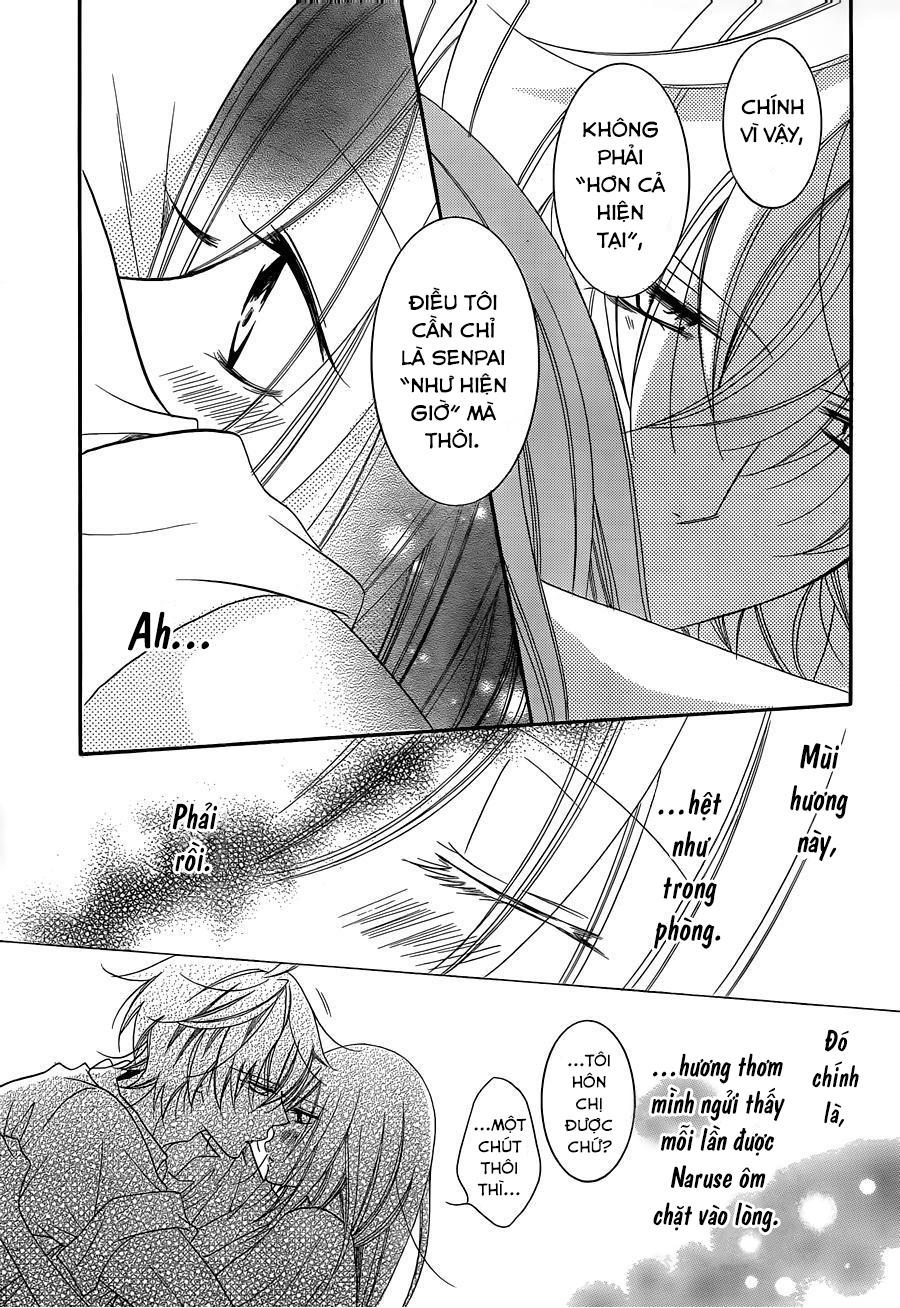 CHÍNH
VÌ VẬY,
KHÔNG
PHẢI
“HƠN CẢ
HIỆN
TẠI”,
ĐIỀU TÔI
CẦN CHỈ
LÀ SENPAI
“NHƯ HIỆN
GIỜ” MÀ
THÔI.
Ah...
Mùi
hương
này,
...hệt
như
trong
phòng.
Phải
rồi.
Đó
chính
là,
...hương thơm
mình ngửi thấy
mỗi lần được
Naruse ôm
chặt vào lòng.
...TÔI
HÔN CHỊ
ĐƯỢC
CHỨ?
...MỘT
CHÚT
THÔI
THÌ...